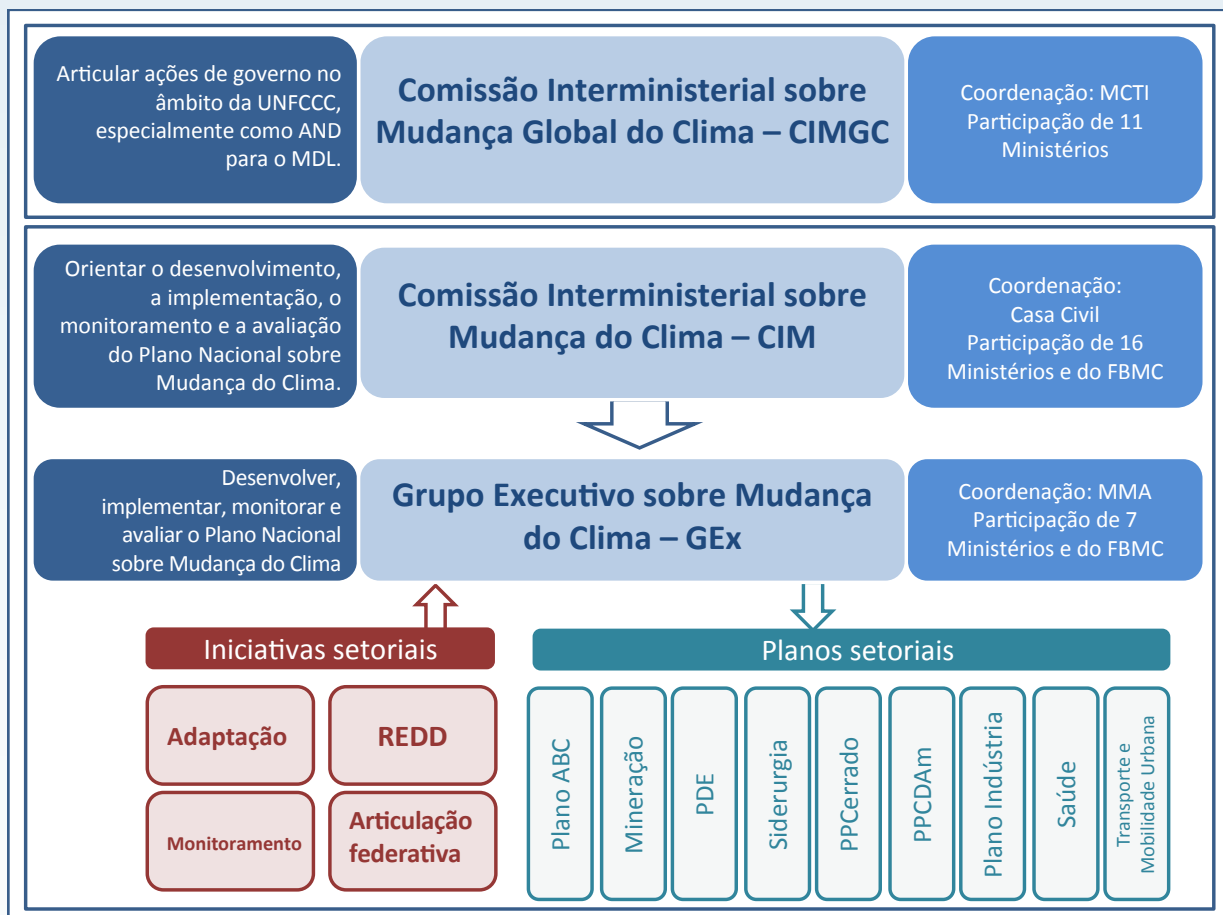 Articular ações de governo no
âmbito da UNFCCC,
especialmente como AND
para o MDL.
Comissão Interministerial sobre
Mudança Global do Clima – CIMGC
Coordenação: MCTI
Participação de 11
Ministérios
Orientar o desenvolvimento,
a implementação, o
monitoramento e a avaliação
do Plano Nacional sobre
Mudança do Clima.
Comissão Interministerial sobre
Mudança do Clima – CIM
Coordenação:
Casa Civil
Participação de 16
Ministérios e do FBMC
Desenvolver,
implementar, monitorar e
avaliar o Plano Nacional
sobre Mudança do Clima
Grupo Executivo sobre Mudança
do Clima – GEx
Coordenação: MMA
Participação de 7
Ministérios e do FBMC
Iniciativas setoriais
Adaptação
REDD
Monitoramento
Articulação
federativa
Planos setoriais
Plano ABC
Mineração
PDE
Siderurgia
PPCerrado
PPCDAm
Plano Indústria
Saúde
Transporte e
Mobilidade Urbana